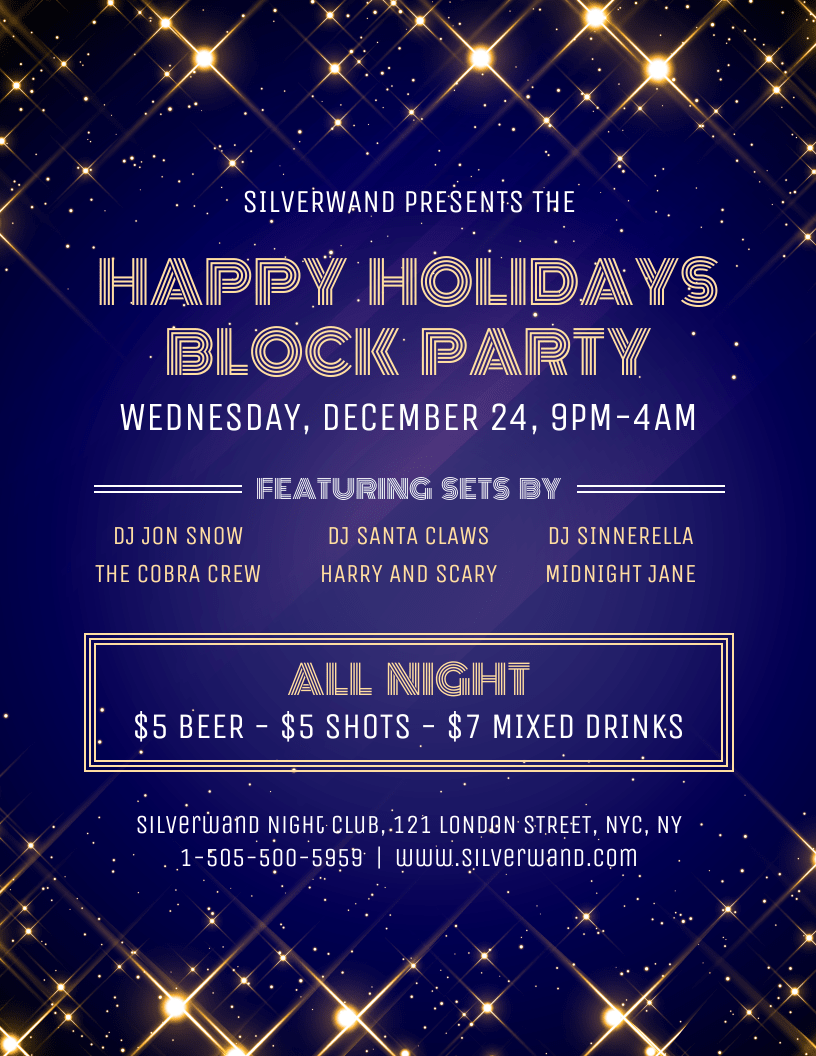 SILVERWAND PRESENTS THE
HAPPY HOLIDAYS
BLOCK PARTY
WEDNESDAY, DECEMBER 24, 9PM-4AM
FEATURING SETS BY
DJ JON SNOW DJ SANTA CLAWS DJ SINNERELLA
THE COBRA CREW HARRY AND SCARY MIDNIGHT JANE
ALL NIGHT
$5 BEER - $5 SHOTS - $7 MIXED DRINKS
Silverwand Night Club, 121 LONDON STREET, NYC, NY
1-505-500-5959 | www.silverwand.com